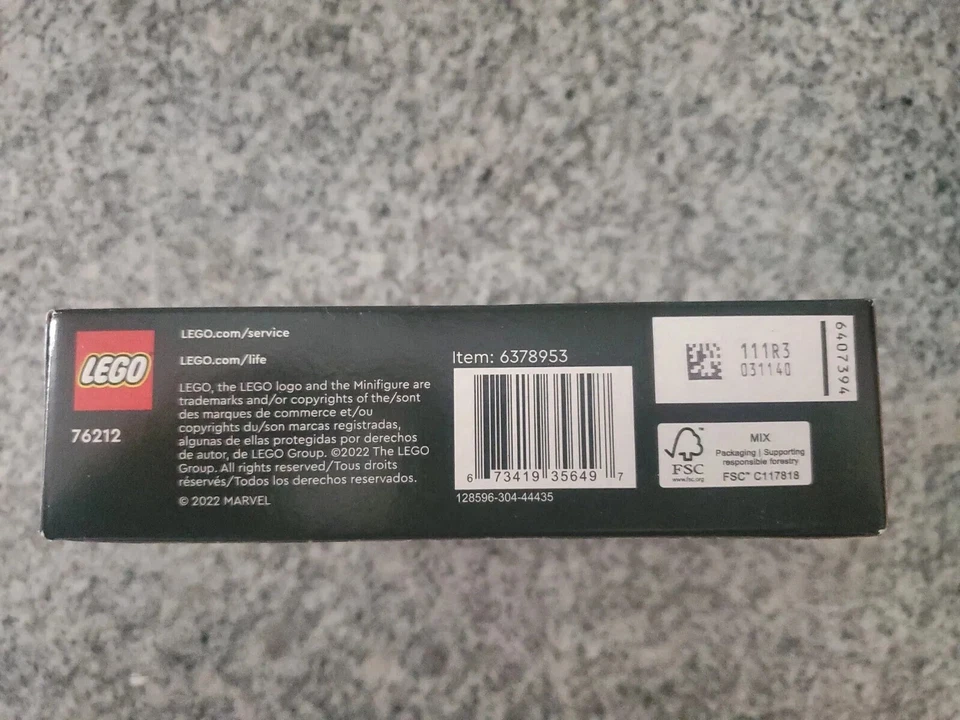 LEGO
76212
LEGO.com/service
LEGO.com/life
LEGO, the LEGO logo and the Minifigure are
trademarks and/or copyrights of the/sont
des marques de commerce et/ou
copyrights du/son marcas registradas,
algunas de ellas protegidas por derechos
de autor, de LEGO Group. ©2022 The LEGO
Group. All rights reserved/Tous droits
réservés/Todos los derechos reservados.
© 2022 MARVEL
Item: 6378953
6 73419 35649 7
128596-304-44435
111R3
031140
6407394
FSC
www.fsc.org
MIX
Packaging | Supporting
responsible forestry
FSC™ C117818